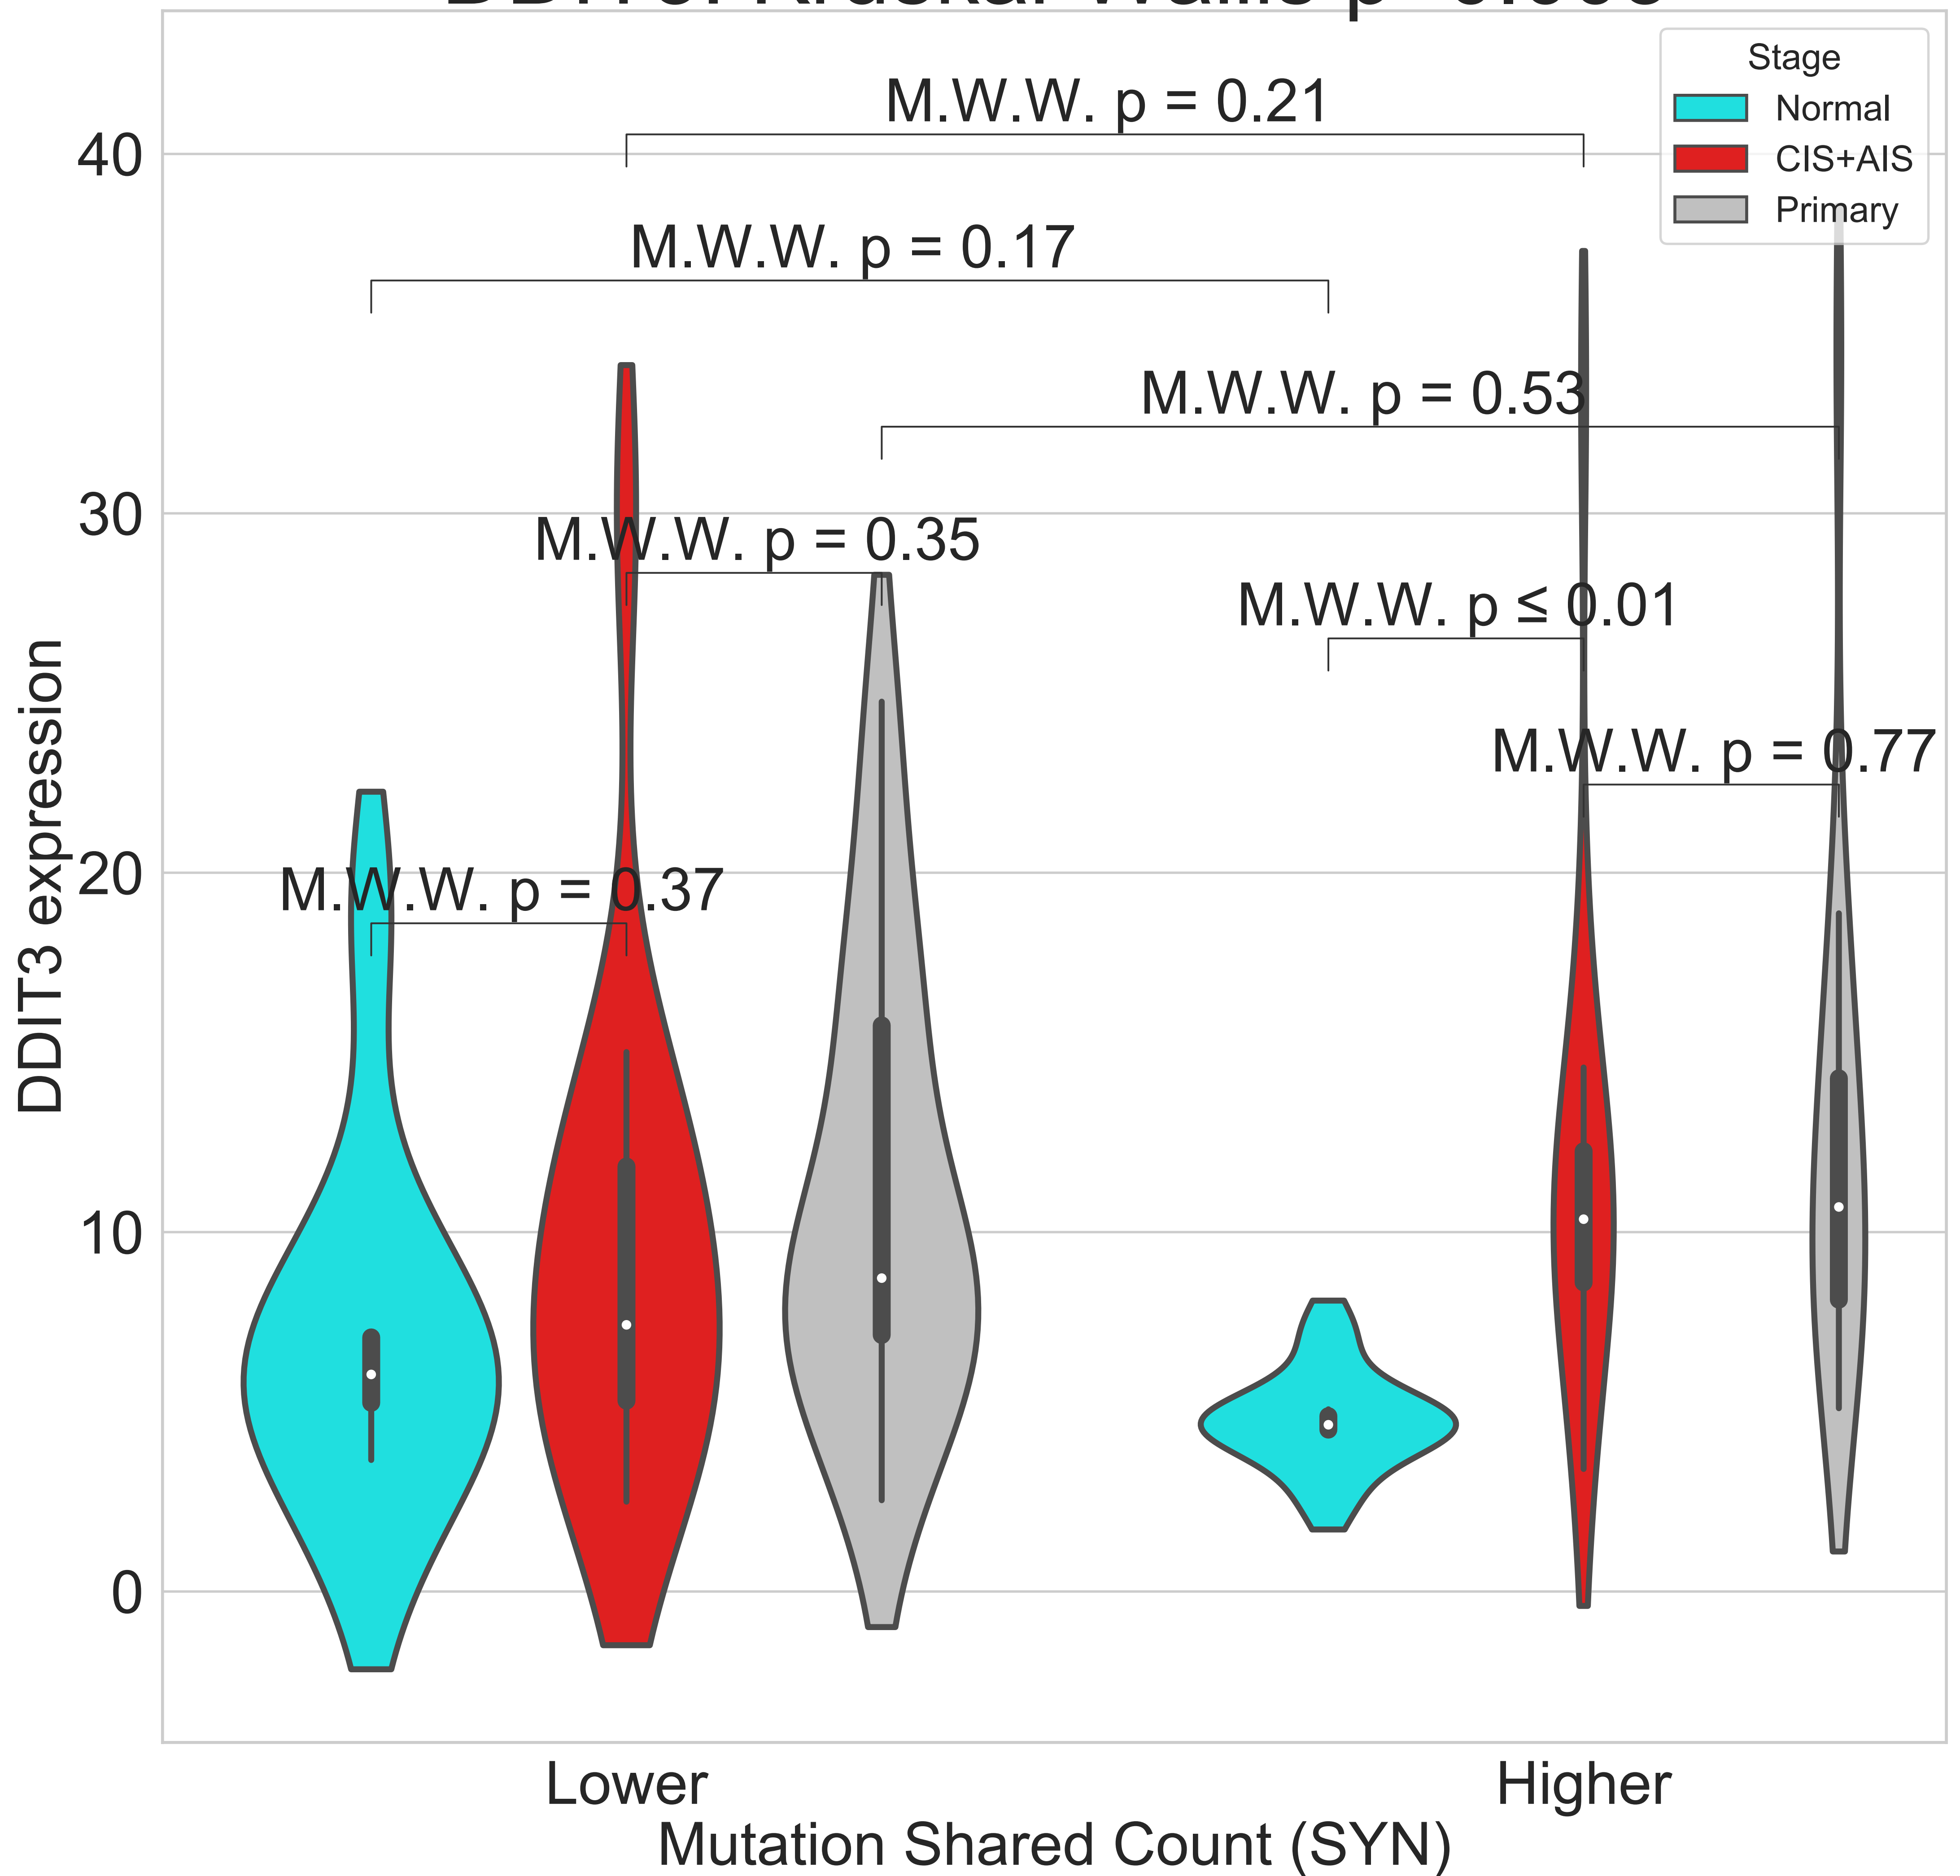 Stage
Normal
CIS+AIS
Primary
M.W.W. p = 0.21
M.W.W. p = 0.17
M.W.W. p = 0.53
M.W.W. p = 0.35
M.W.W. p ≤ 0.01
M.W.W. p = 0.77
M.W.W. p = 0.37
40
30
20
10
0
DDIT3 expression
Lower
Higher
Mutation Shared Count (SYN)